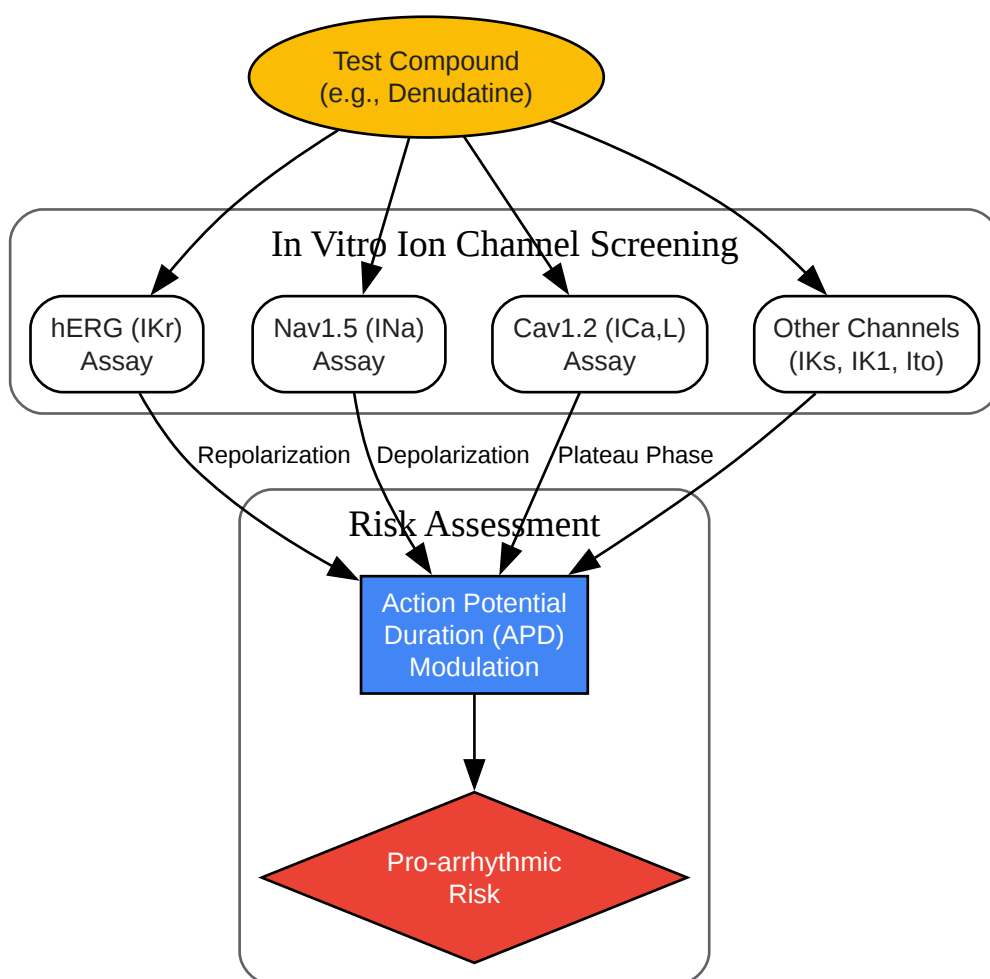 Test Compound
(e.g., Denudatine)
In Vitro Ion Channel Screening
hERG (IKr)
Assay
Nav1.5 (INa)
Assay
Cav1.2 (ICa,L)
Assay
Other Channels
(IKs, IK1, Ito)
Repolarization
Depolarization
Plateau Phase
Risk Assessment
Action Potential
Duration (APD)
Modulation
Pro-arrhythmic
Risk